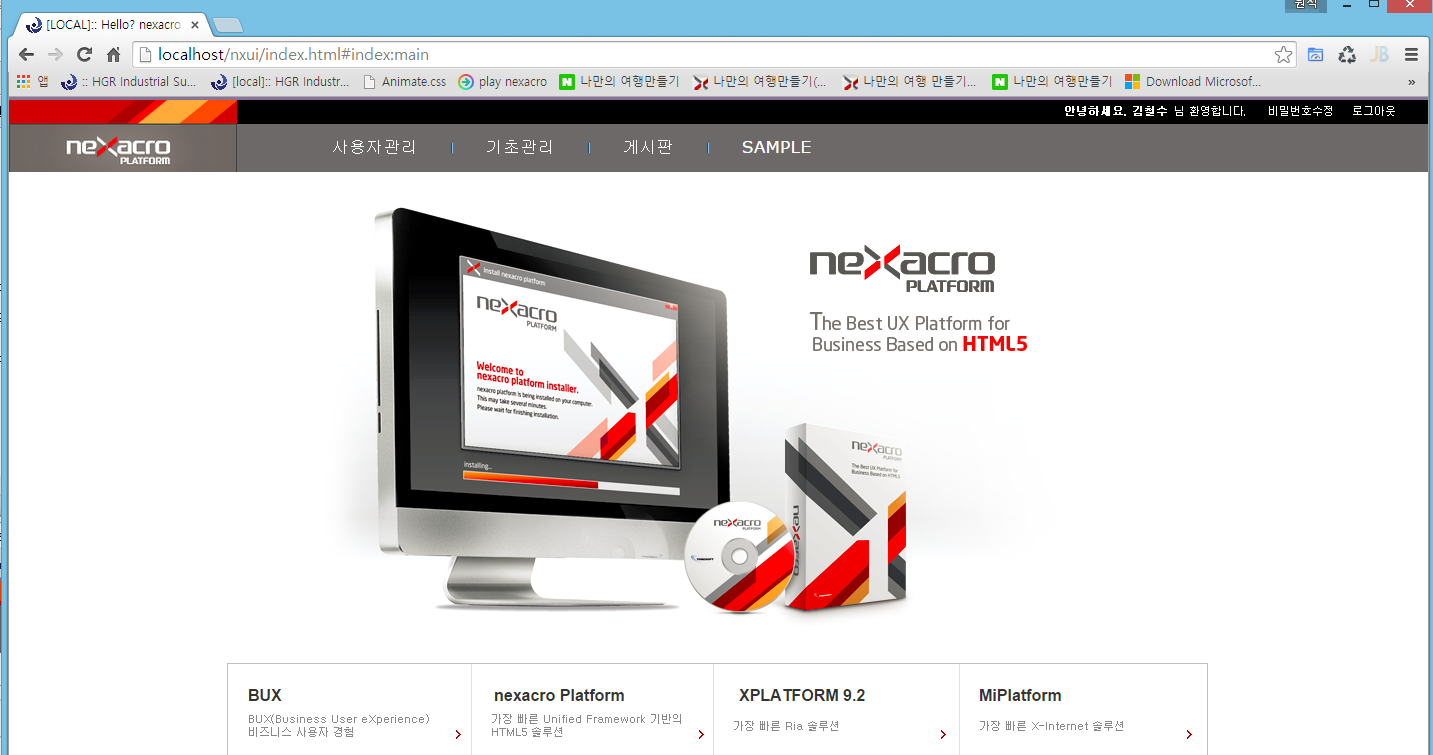 권식
[LOCAL]:: Hello? nexacro
localhost/nxui/index.html#index:main
JB
앱
:: HGR Industrial Su...
[local]:: HGR Industr...
Animate.css
play nexacro
나만의 여행만들기
나만의 여행만들기(...
나만의 여행 만들기...
나만의 여행만들기
Download Microsof...
»
안녕하세요. 김철수 님 환영합니다.
비밀번호수정
로그아웃
nexacro
PLATFORM
사용자관리
기초관리
게시판
SAMPLE
Install nexacro platform
nexacro
PLATFORM
Welcome to
nexacro platform installer.
nexacro platform is being installed on your computer.
This may take several minutes.
Please wait for finishing installation.
installing...
nexacro
PLATFORM
The Best UX Platform for
Business Based on HTML5
nexacro
PLATFORM
The Best UX Platform for
Business Based on HTML5
nexacro
nexacro
PLATFORM
BUX
BUX(Business User eXperience)
비즈니스 사용자 경험
nexacro Platform
가장 빠른 Unified Framework 기반의
HTML5 솔루션
XPLATFORM 9.2
가장 빠른 Ria 솔루션
MiPlatform
가장 빠른 X-Internet 솔루션